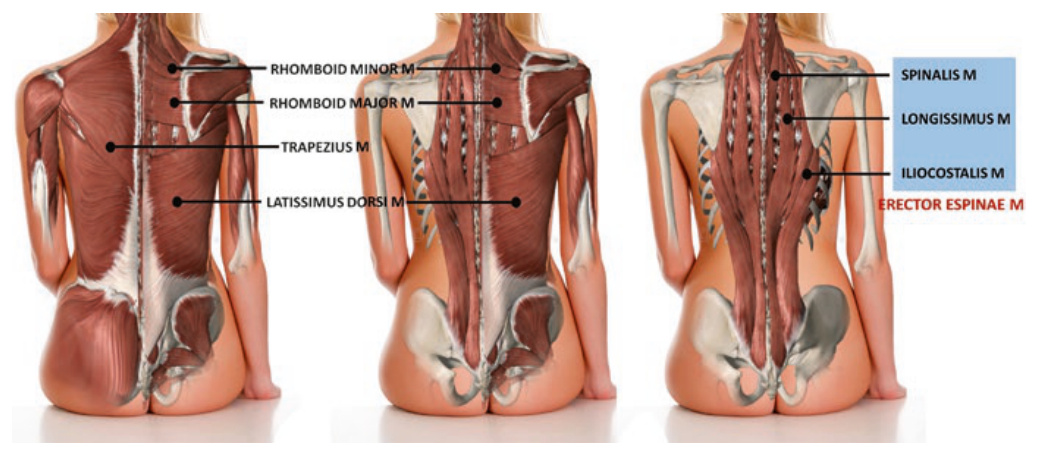 RHOMBOID MINOR M
RHOMBOID MAJOR M
TRAPEZIUS M
LATISSIMUS DORSI M
SPINALIS M
LONGISSIMUS M
ILIOCOSTALIS M
ERECTOR ESPINAE M